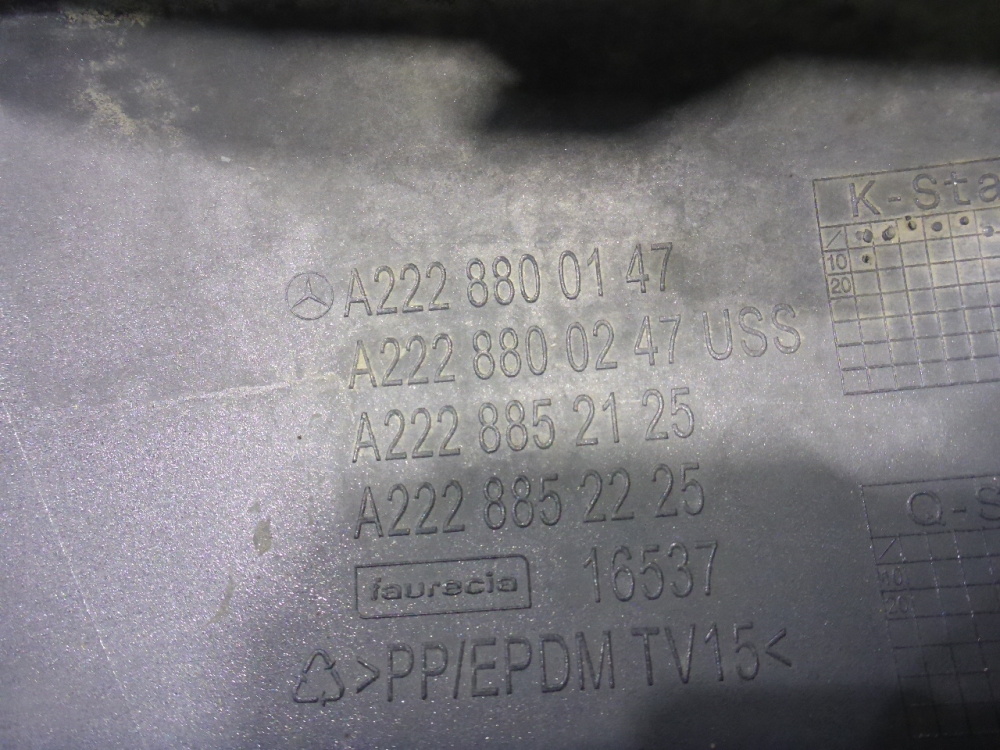 A222 880 01 47
A222 880 02 47 USS
A222 885 21 25
A222 885 22 25
faurecia 16537
>PP/EPDM TV15<
K-Sta
10
20
Q-S
10
20